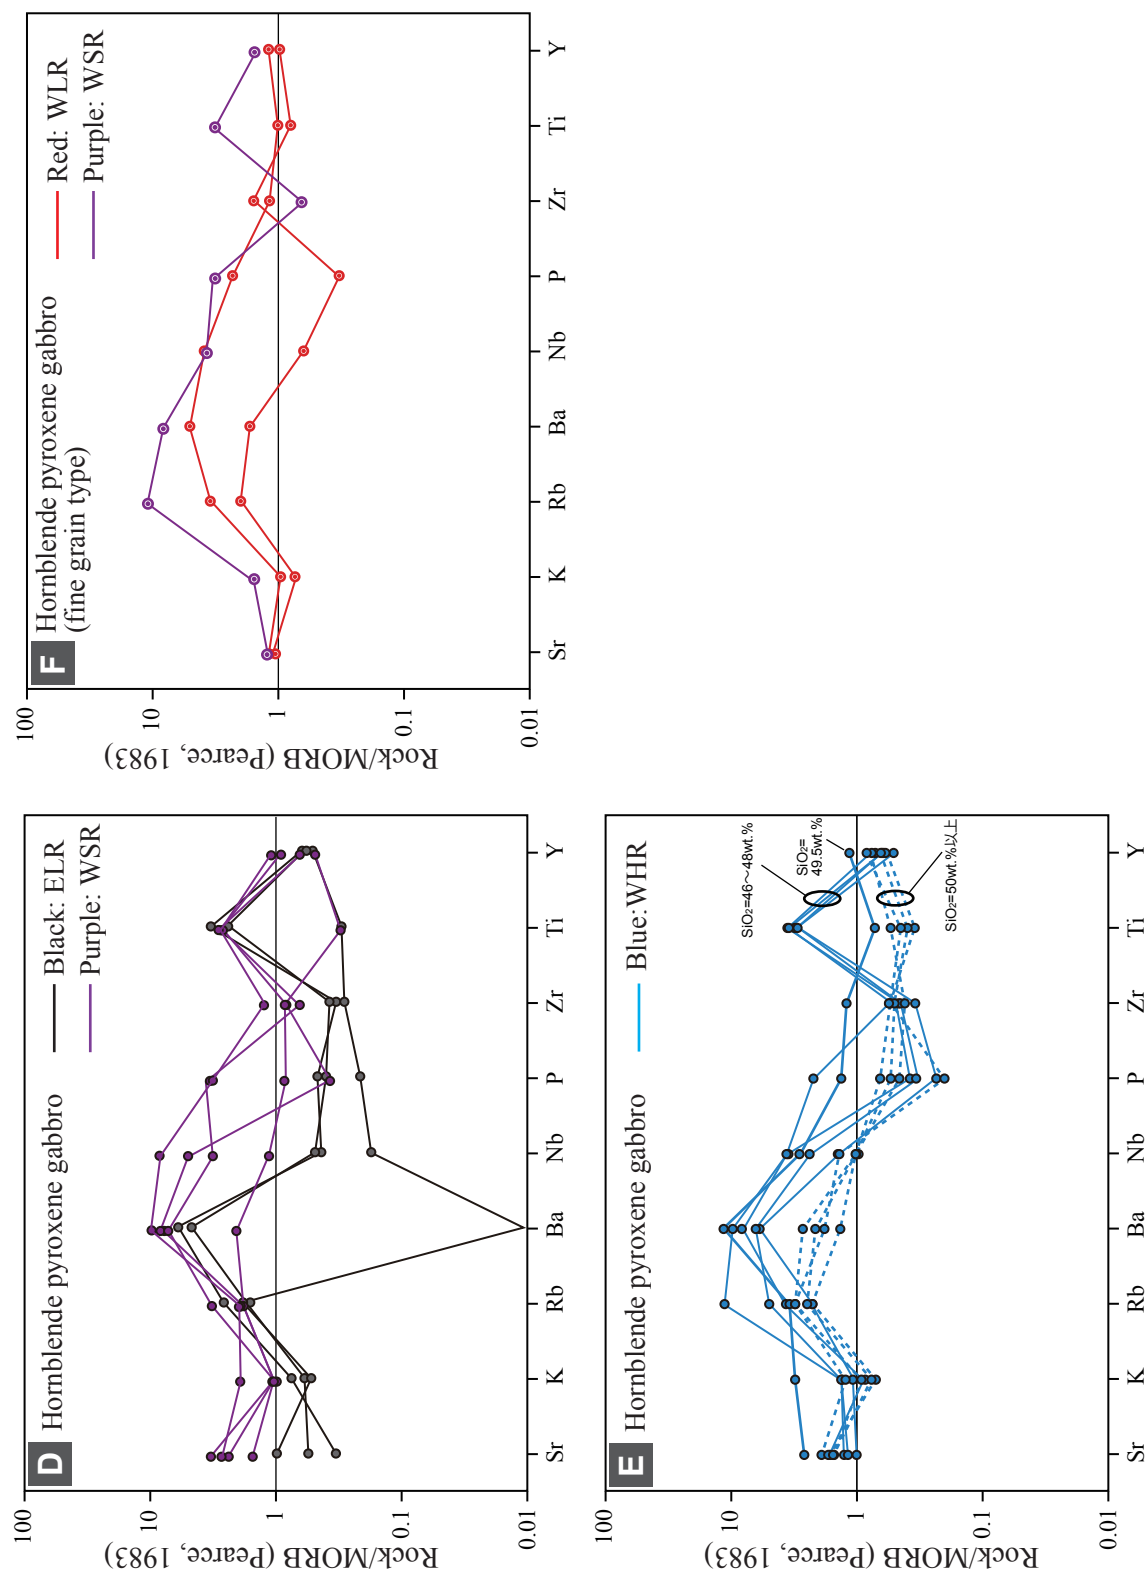 D
Hornblende pyroxene gabbro
Black: ELR
Purple: WSR
100
10
1
0.1
0.01
Rock/MORB (Pearce, 1983)
Sr K Rb Ba Nb P Zr Ti Y
F
Hornblende pyroxene gabbro
(fine grain type)
Red: WLR
Purple: WSR
100
10
1
0.1
0.01
Rock/MORB (Pearce, 1983)
Sr K Rb Ba Nb P Zr Ti Y
E
Hornblende pyroxene gabbro
Blue:WHR
SiO₂=46～48wt.%
SiO₂=
49.5wt.%
SiO₂=50wt.%以上
100
10
1
0.1
0.01
Rock/MORB (Pearce, 1983)
Sr K Rb Ba Nb P Zr Ti Y